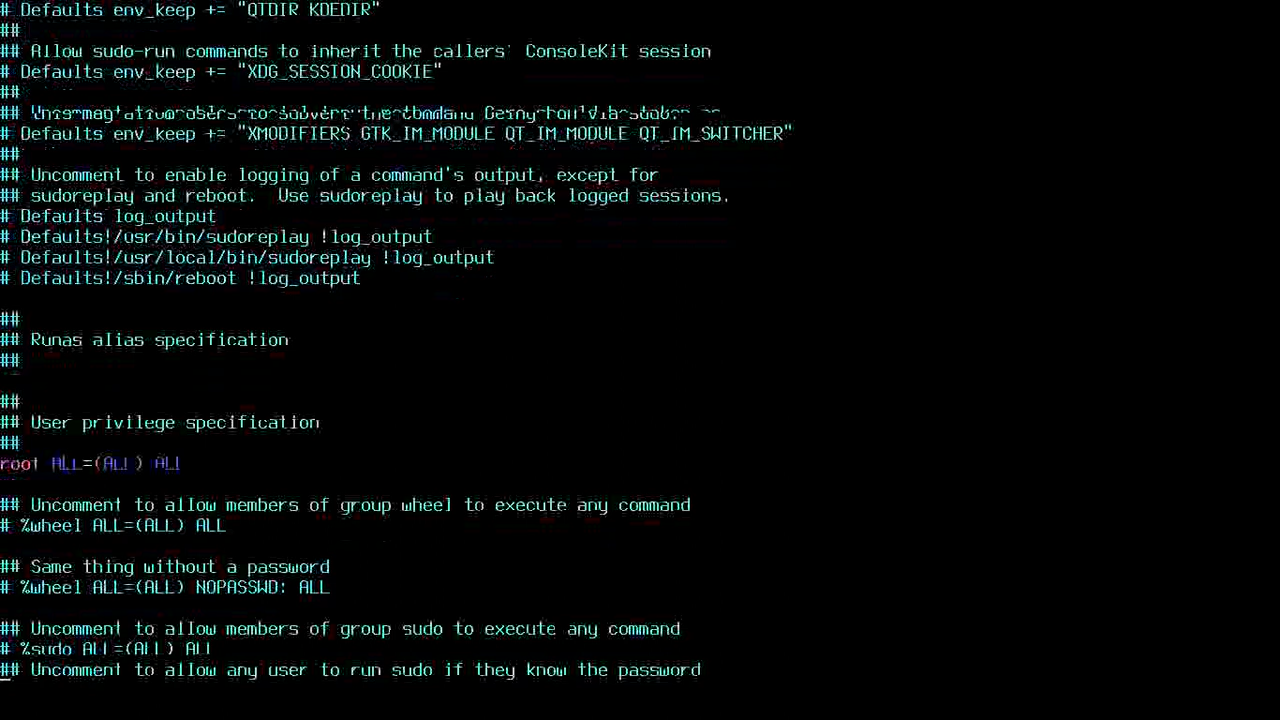 # Defaults env_keep += "QTDIR KDEDIR"
##
## Allow sudo-run commands to inherit the callers' ConsoleKit session
# Defaults env_keep += "XDG_SESSION_COOKIE"
##
##
# Defaults env_keep += "XMODIFIERS GTK_IM_MODULE QT_IM_MODULE QT_IM_SWITCHER"
##
## Uncomment to enable logging of a command's output, except for
## sudoreplay and reboot.  Use sudoreplay to play back logged sessions.
# Defaults log_output
# Defaults!/usr/bin/sudoreplay !log_output
# Defaults!/usr/local/bin/sudoreplay !log_output
# Defaults!/sbin/reboot !log_output
##
## Runas alias specification
##
##
## User privilege specification
##
root ALL=(ALL) ALL
## Uncomment to allow members of group wheel to execute any command
# %wheel ALL=(ALL) ALL
## Same thing without a password
# %wheel ALL=(ALL) NOPASSWD: ALL
## Uncomment to allow members of group sudo to execute any command
# %sudo ALL=(ALL) ALL
## Uncomment to allow any user to run sudo if they know the password